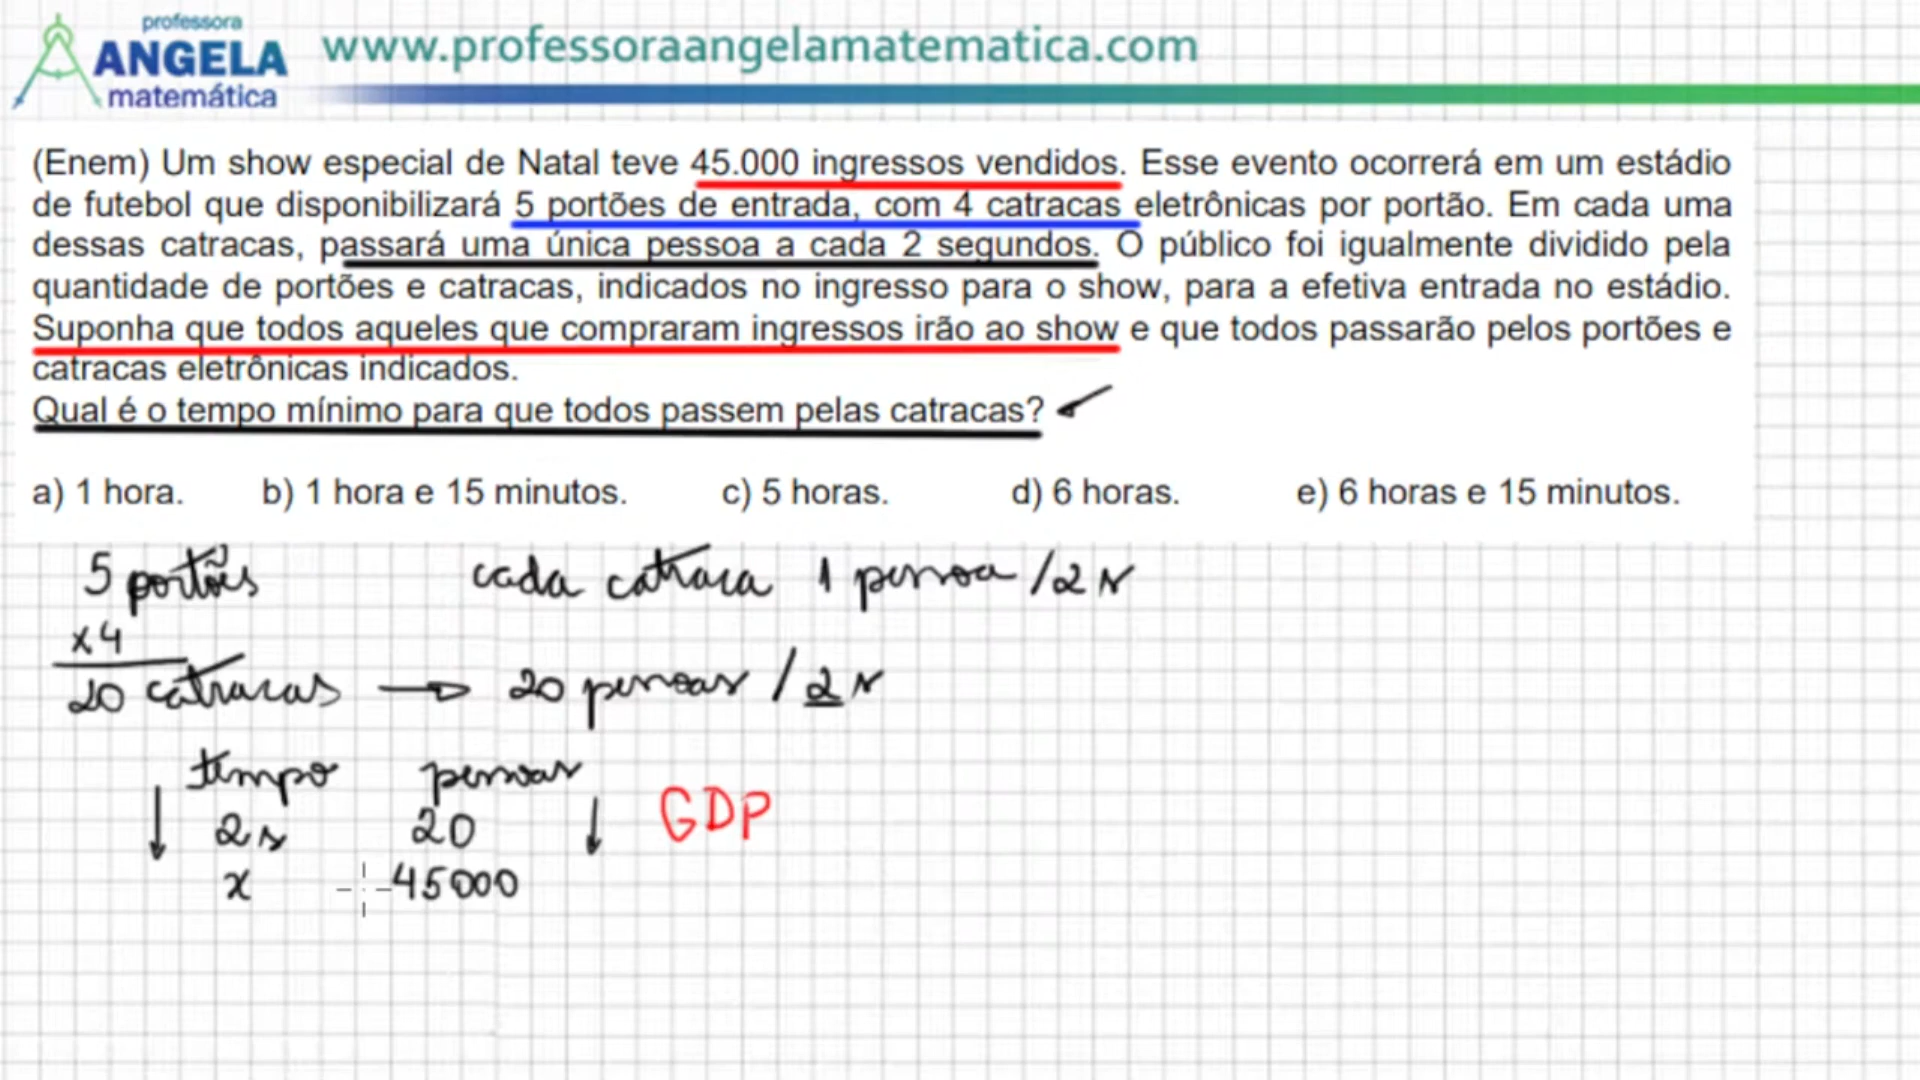 professora
ANGELA
matemática
www.professoraangelamatematica.com
(Enem) Um show especial de Natal teve 45.000 ingressos vendidos. Esse evento ocorrerá em um estádio
de futebol que disponibilizará 5 portões de entrada, com 4 catracas eletrônicas por portão. Em cada uma
dessas catracas, passará uma única pessoa a cada 2 segundos. O público foi igualmente dividido pela
quantidade de portões e catracas, indicados no ingresso para o show, para a efetiva entrada no estádio.
Suponha que todos aqueles que compraram ingressos irão ao show e que todos passarão pelos portões e
catracas eletrônicas indicados.
Qual é o tempo mínimo para que todos passem pelas catracas?
a) 1 hora. b) 1 hora e 15 minutos. c) 5 horas. d) 6 horas. e) 6 horas e 15 minutos.
5 portões cada catraca 1 pessoa /2 s
x4
20 catracas → 20 pessoas / 2 s
tempo pessoas
2s 20 GDP
x 45000